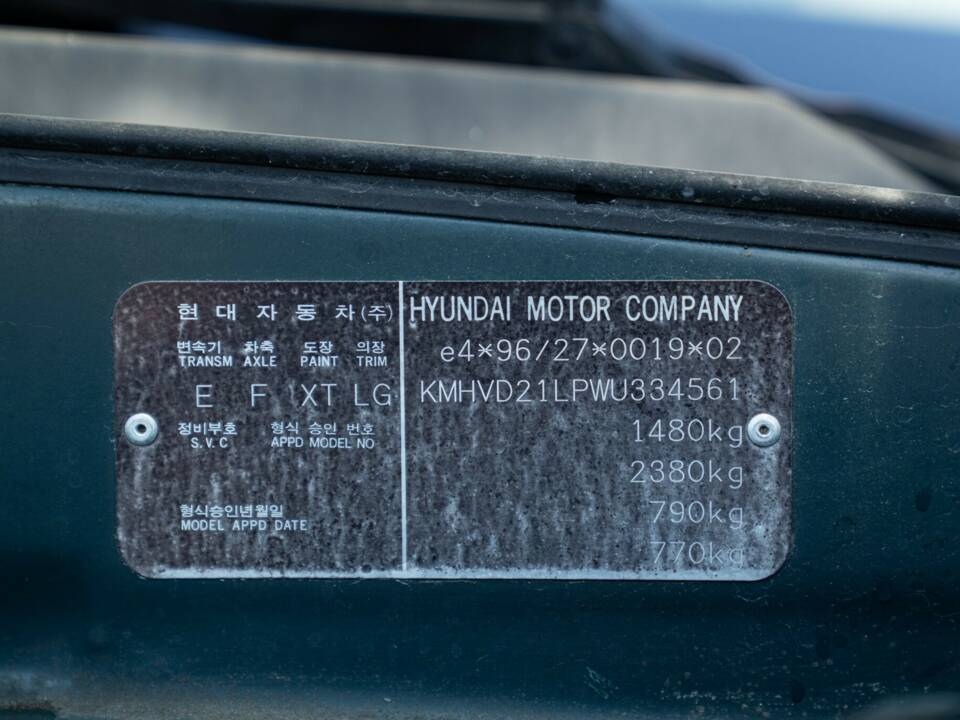 현대자동차(주)
변속기 차축 도장 의장
TRANSM AXLE PAINT TRIM
E F XT LG
정비부호 형식 승인 번호
S.V.C APPD MODEL NO
형식승인년월일
MODEL APPD DATE
HYUNDAI MOTOR COMPANY
e4*96/27*0019*02
KMHVD21LPWU334561
1480kg
2380kg
790kg
770kg